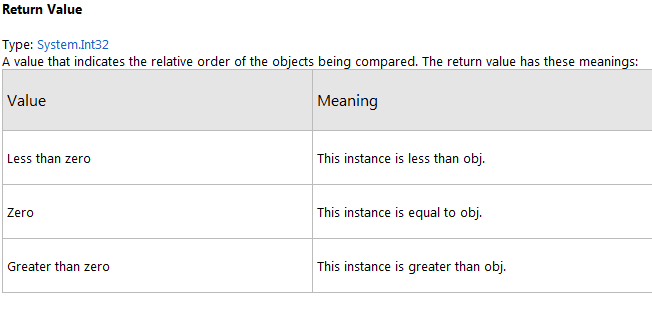 Return Value
Type: System.Int32
A value that indicates the relative order of the objects being compared. The return value has these meanings:
Value Meaning
Less than zero This instance is less than obj.
Zero This instance is equal to obj.
Greater than zero This instance is greater than obj.